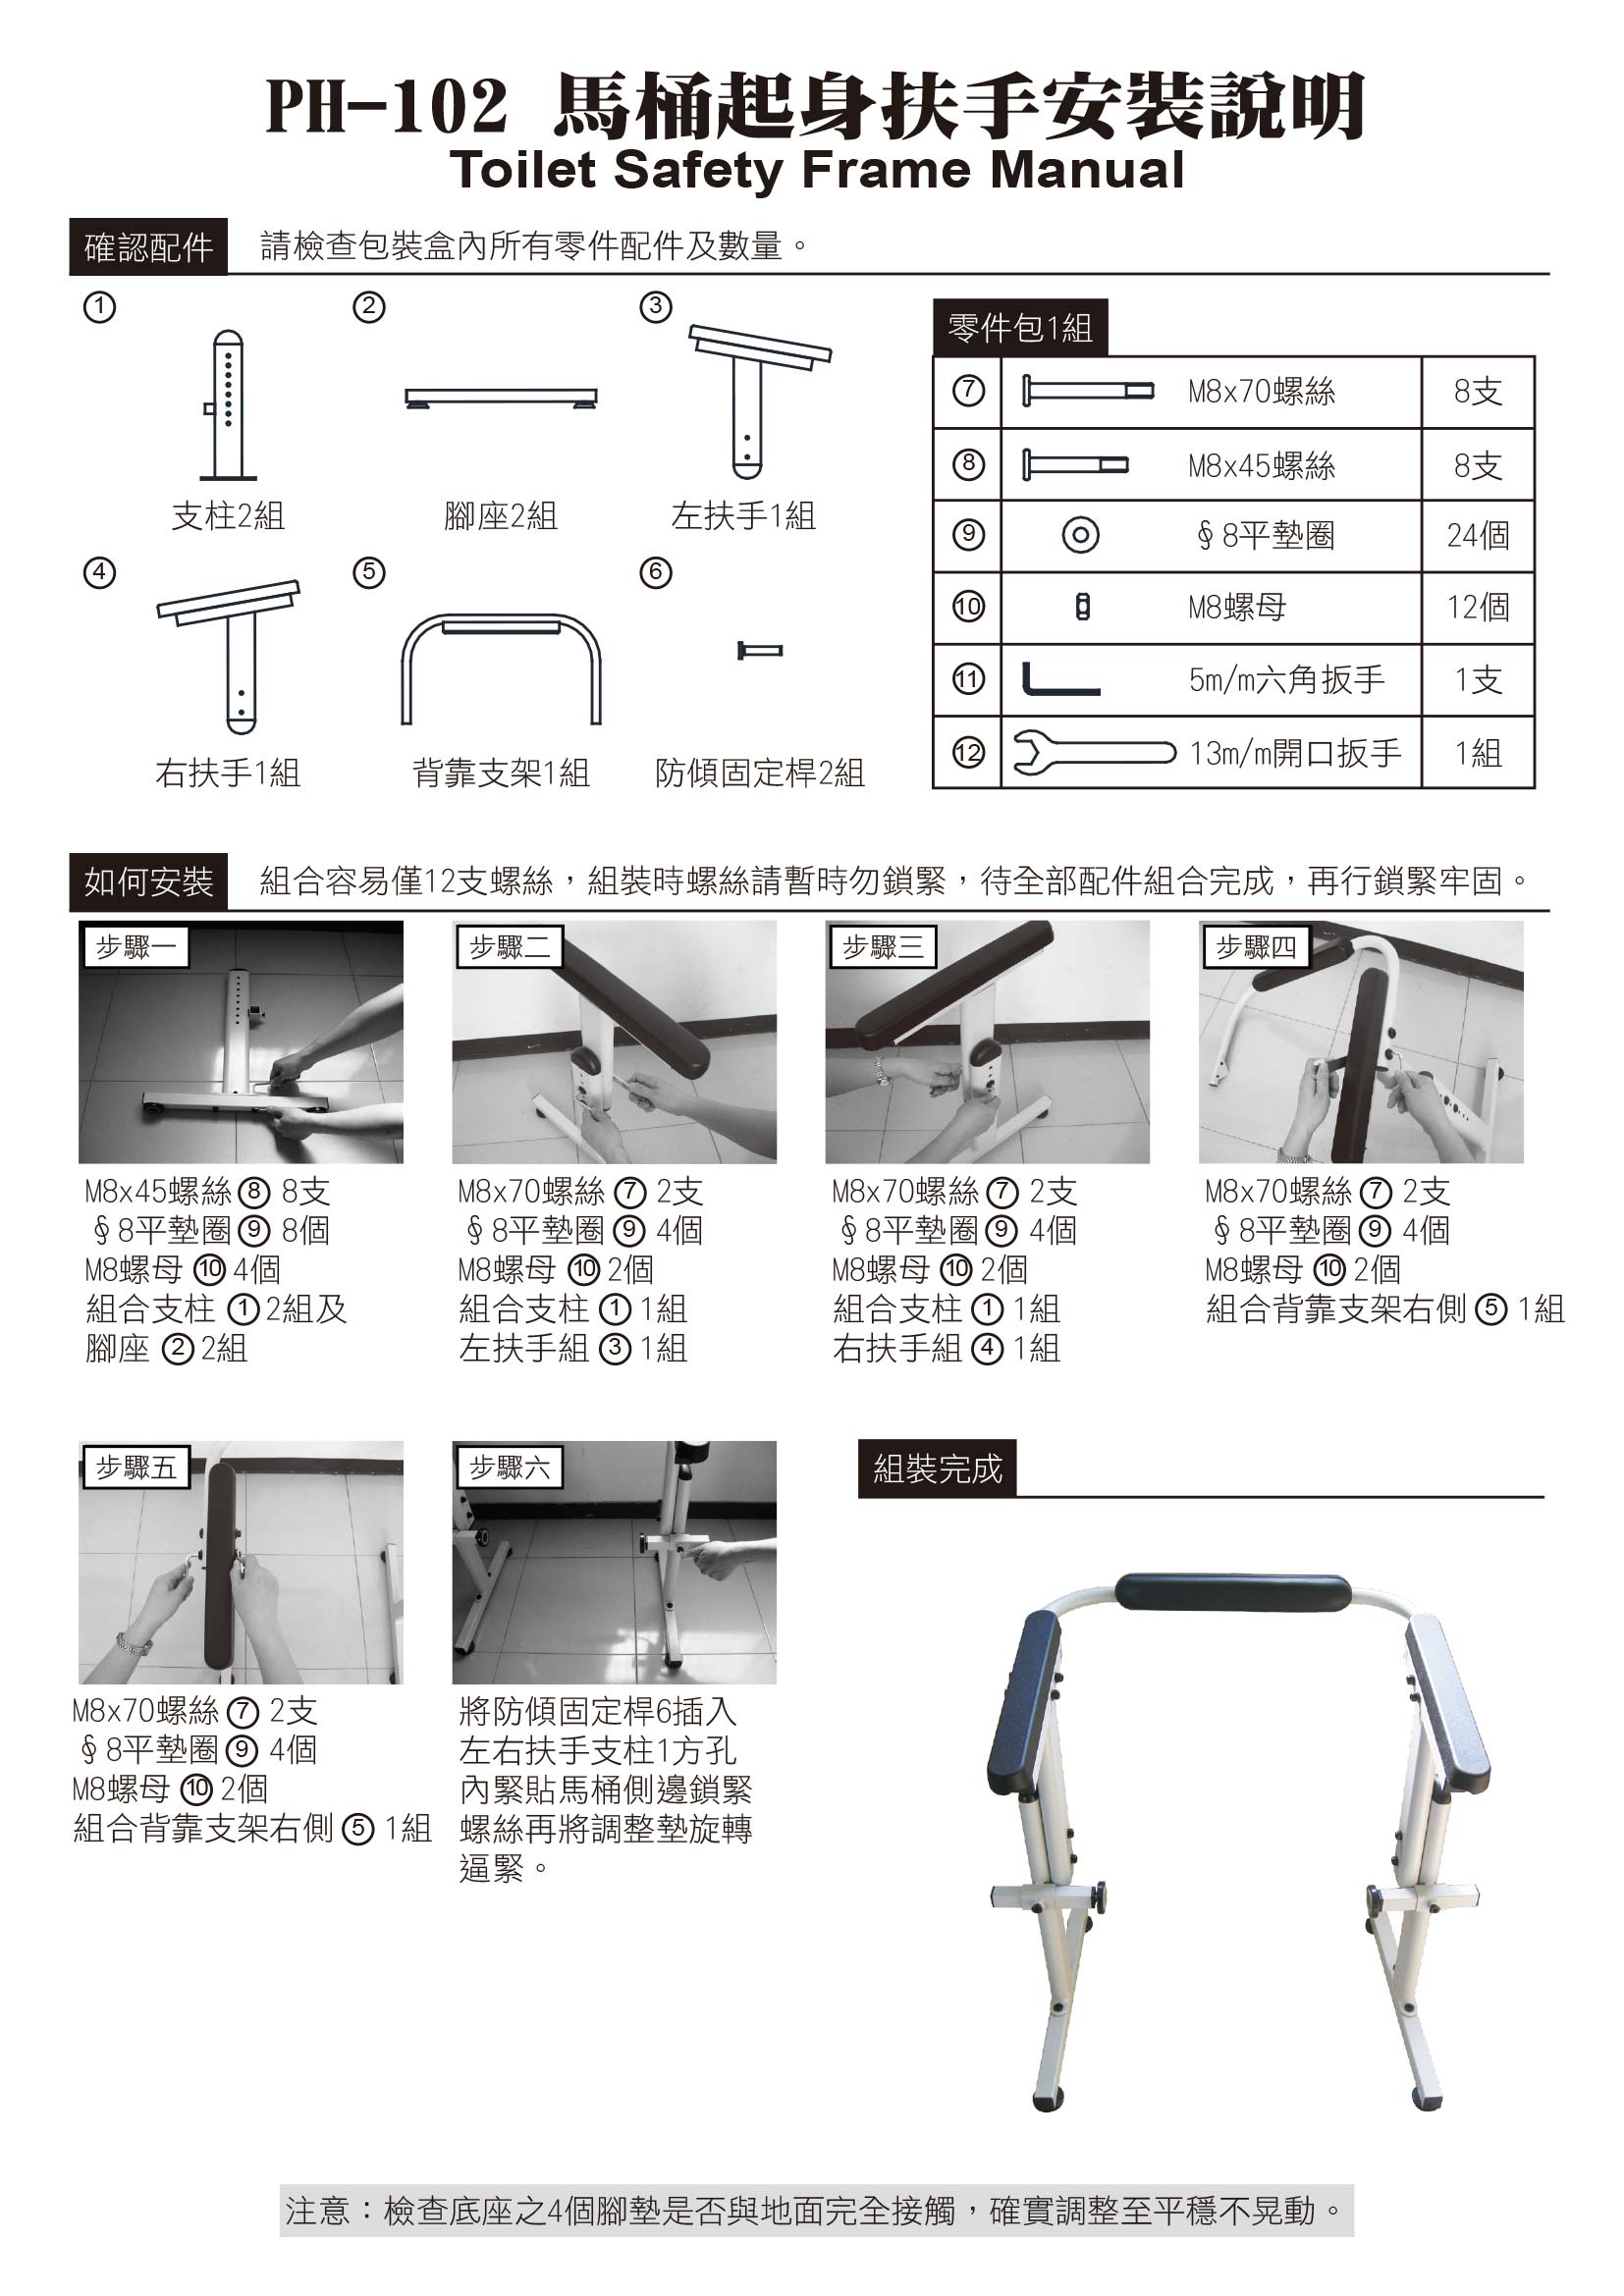 PH-102 馬桶起身扶手安裝說明
Toilet Safety Frame Manual
確認配件 請檢查包裝盒內所有零件配件及數量。
① ② ③
支柱2組 腳座2組 左扶手1組
④ ⑤ ⑥
右扶手1組 背靠支架1組 防傾固定桿2組
零件包1組
⑦ M8x70螺絲 8支
⑧ M8x45螺絲 8支
⑨ ∮8平墊圈 24個
⑩ M8螺母 12個
⑪ 5m/m六角扳手 1支
⑫ 13m/m開口扳手 1組
如何安裝 組合容易僅12支螺絲，組裝時螺絲請暫時勿鎖緊，待全部配件組合完成，再行鎖緊牢固。
步驟一
M8x45螺絲⑧ 8支
∮8平墊圈⑨ 8個
M8螺母⑩4個
組合支柱①2組及
腳座②2組
步驟二
M8x70螺絲⑦ 2支
∮8平墊圈⑨ 4個
M8螺母⑩2個
組合支柱①1組
左扶手組③1組
步驟三
M8x70螺絲⑦ 2支
∮8平墊圈⑨ 4個
M8螺母⑩2個
組合支柱①1組
右扶手組④1組
步驟四
M8x70螺絲⑦ 2支
∮8平墊圈⑨ 4個
M8螺母⑩2個
組合背靠支架右側⑤1組
步驟五
M8x70螺絲⑦ 2支
∮8平墊圈⑨ 4個
M8螺母⑩2個
組合背靠支架右側⑤1組
步驟六
將防傾固定桿6插入
左右扶手支柱1方孔
內緊貼馬桶側邊鎖緊
螺絲再將調整墊旋轉
逼緊。
組裝完成
注意：檢查底座之4個腳墊是否與地面完全接觸，確實調整至平穩不晃動。